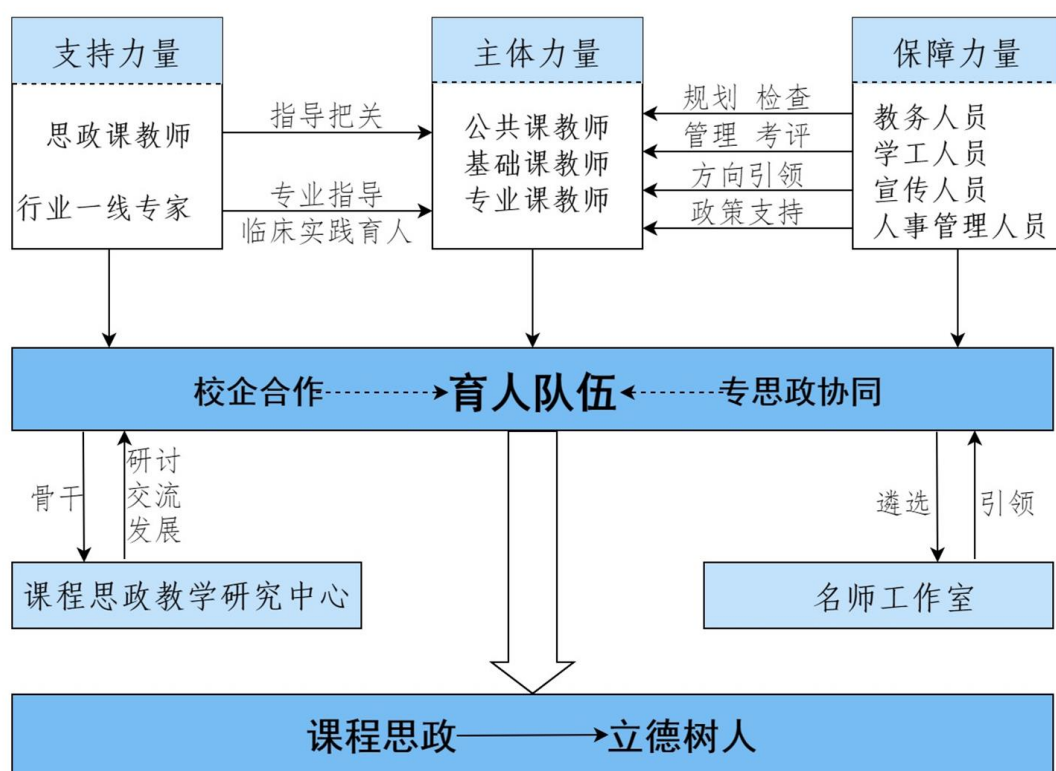 支持力量
主体力量
保障力量
思政课教师
行业一线专家
指导把关
专业指导
临床实践育人
公共课教师
基础课教师
专业课教师
规划 检查
管理 考评
方向引领
政策支持
教务人员
学工人员
宣传人员
人事管理人员
校企合作
育人队伍
专思政协同
骨干
研讨
交流
发展
遴选
引领
课程思政教学研究中心
名师工作室
课程思政
立德树人